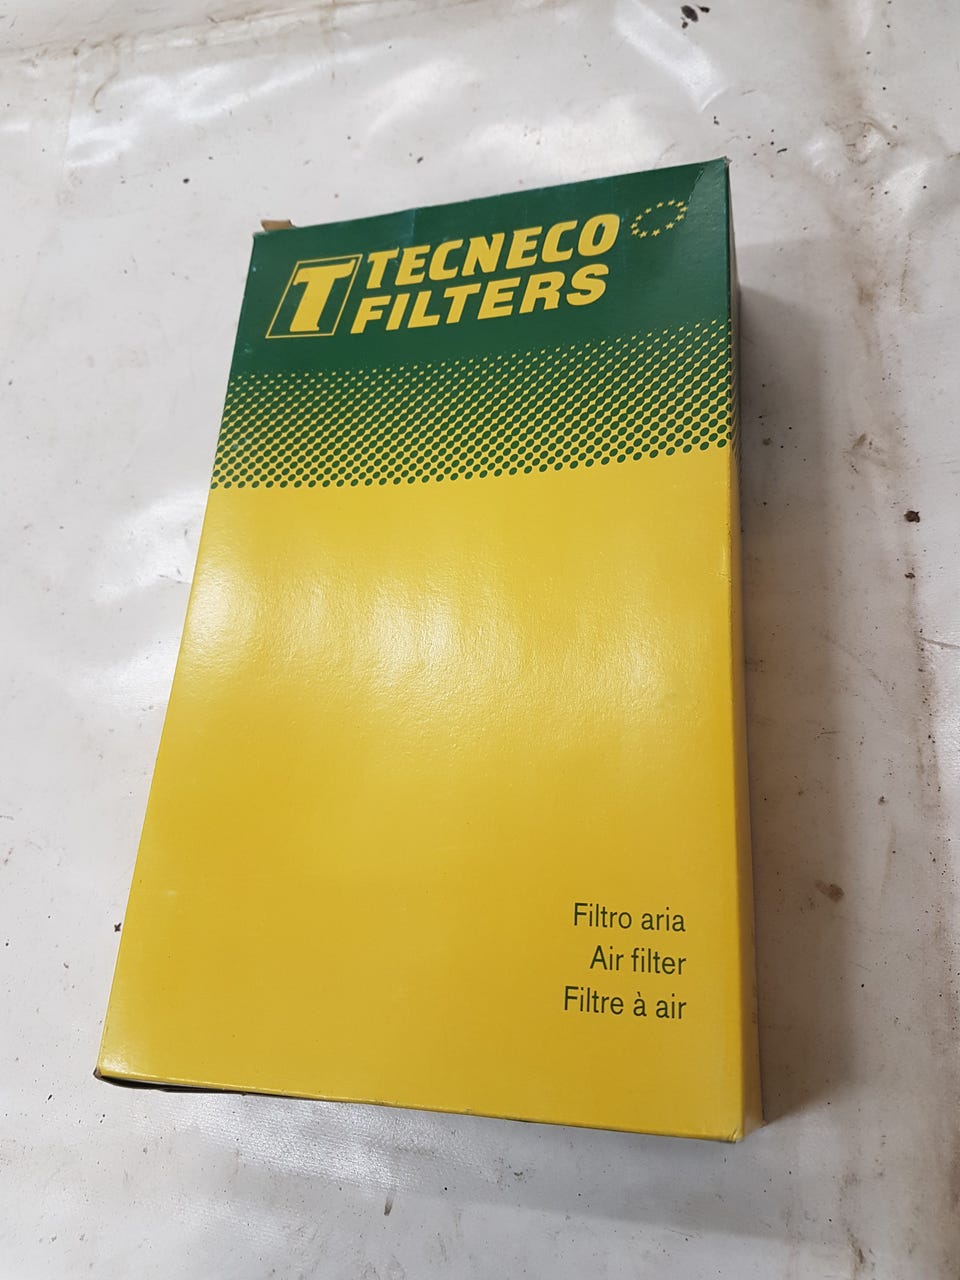 T
TECNECO
FILTERS
Filtro aria
Air filter
Filtre à air